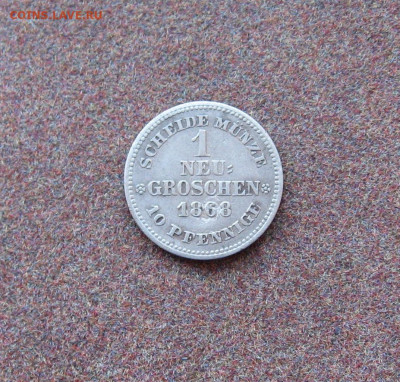 COINS.LAVE.RU
SCHEIDE MÜNZE
1
NEU-
GROSCHEN
1868
10 PFENNIGE